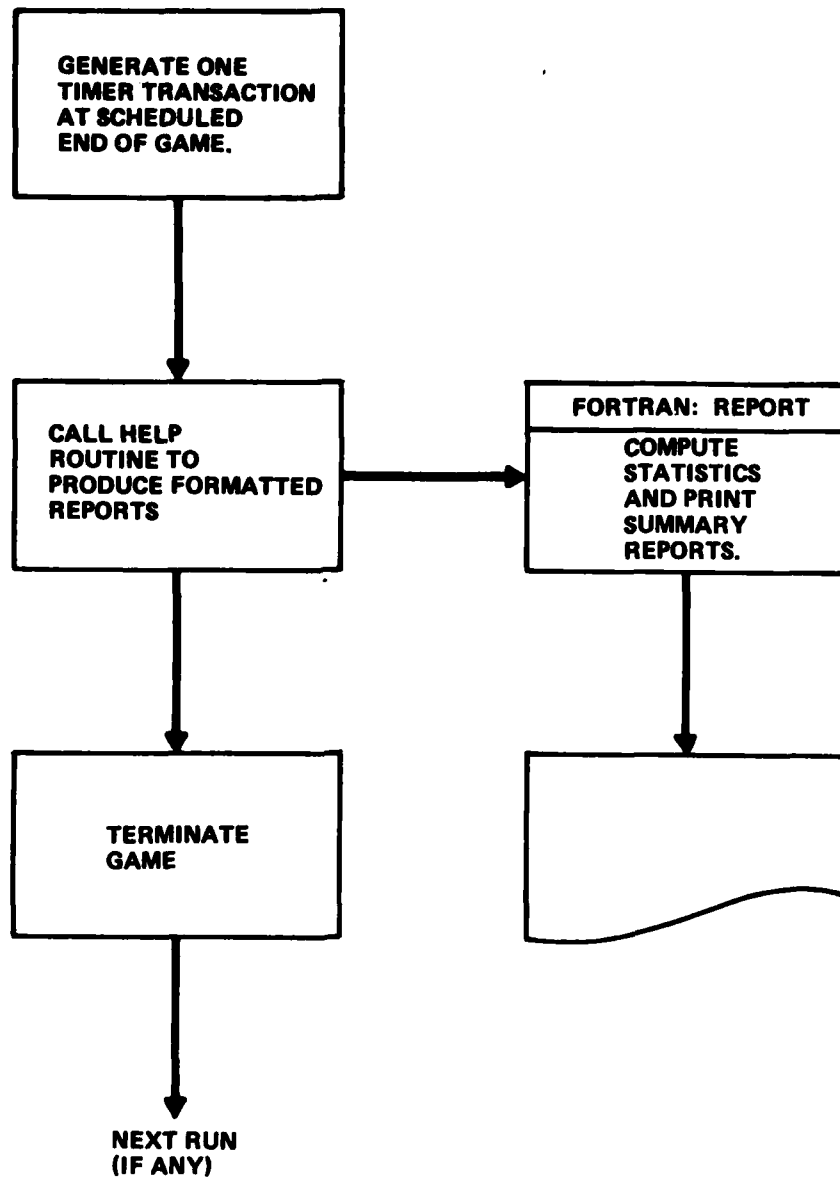 GENERATE ONE
TIMER TRANSACTION
AT SCHEDULED
END OF GAME.
CALL HELP
ROUTINE TO
PRODUCE FORMATTED
REPORTS
FORTRAN: REPORT
COMPUTE
STATISTICS
AND PRINT
SUMMARY
REPORTS.
TERMINATE
GAME
NEXT RUN
(IF ANY)